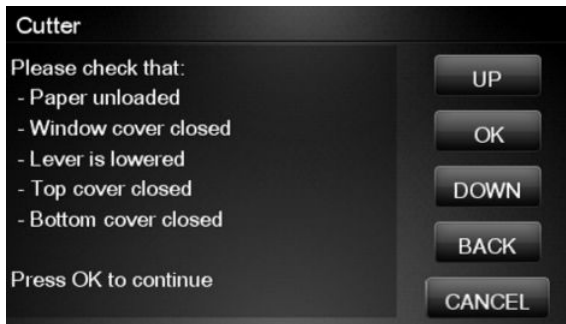 Cutter
Please check that:
- Paper unloaded
- Window cover closed
- Lever is lowered
- Top cover closed
- Bottom cover closed
Press OK to continue
UP
OK
DOWN
BACK
CANCEL